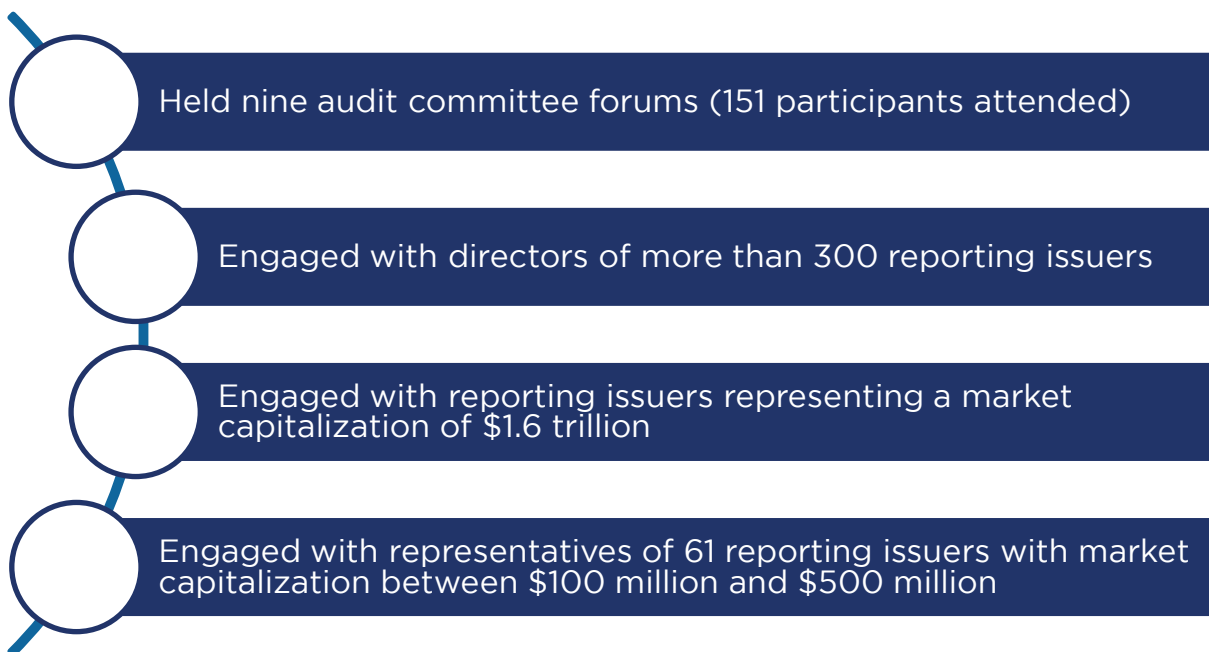 Held nine audit committee forums (151 participants attended)
Engaged with directors of more than 300 reporting issuers
Engaged with reporting issuers representing a market
capitalization of $1.6 trillion
Engaged with representatives of 61 reporting issuers with market
capitalization between $100 million and $500 million